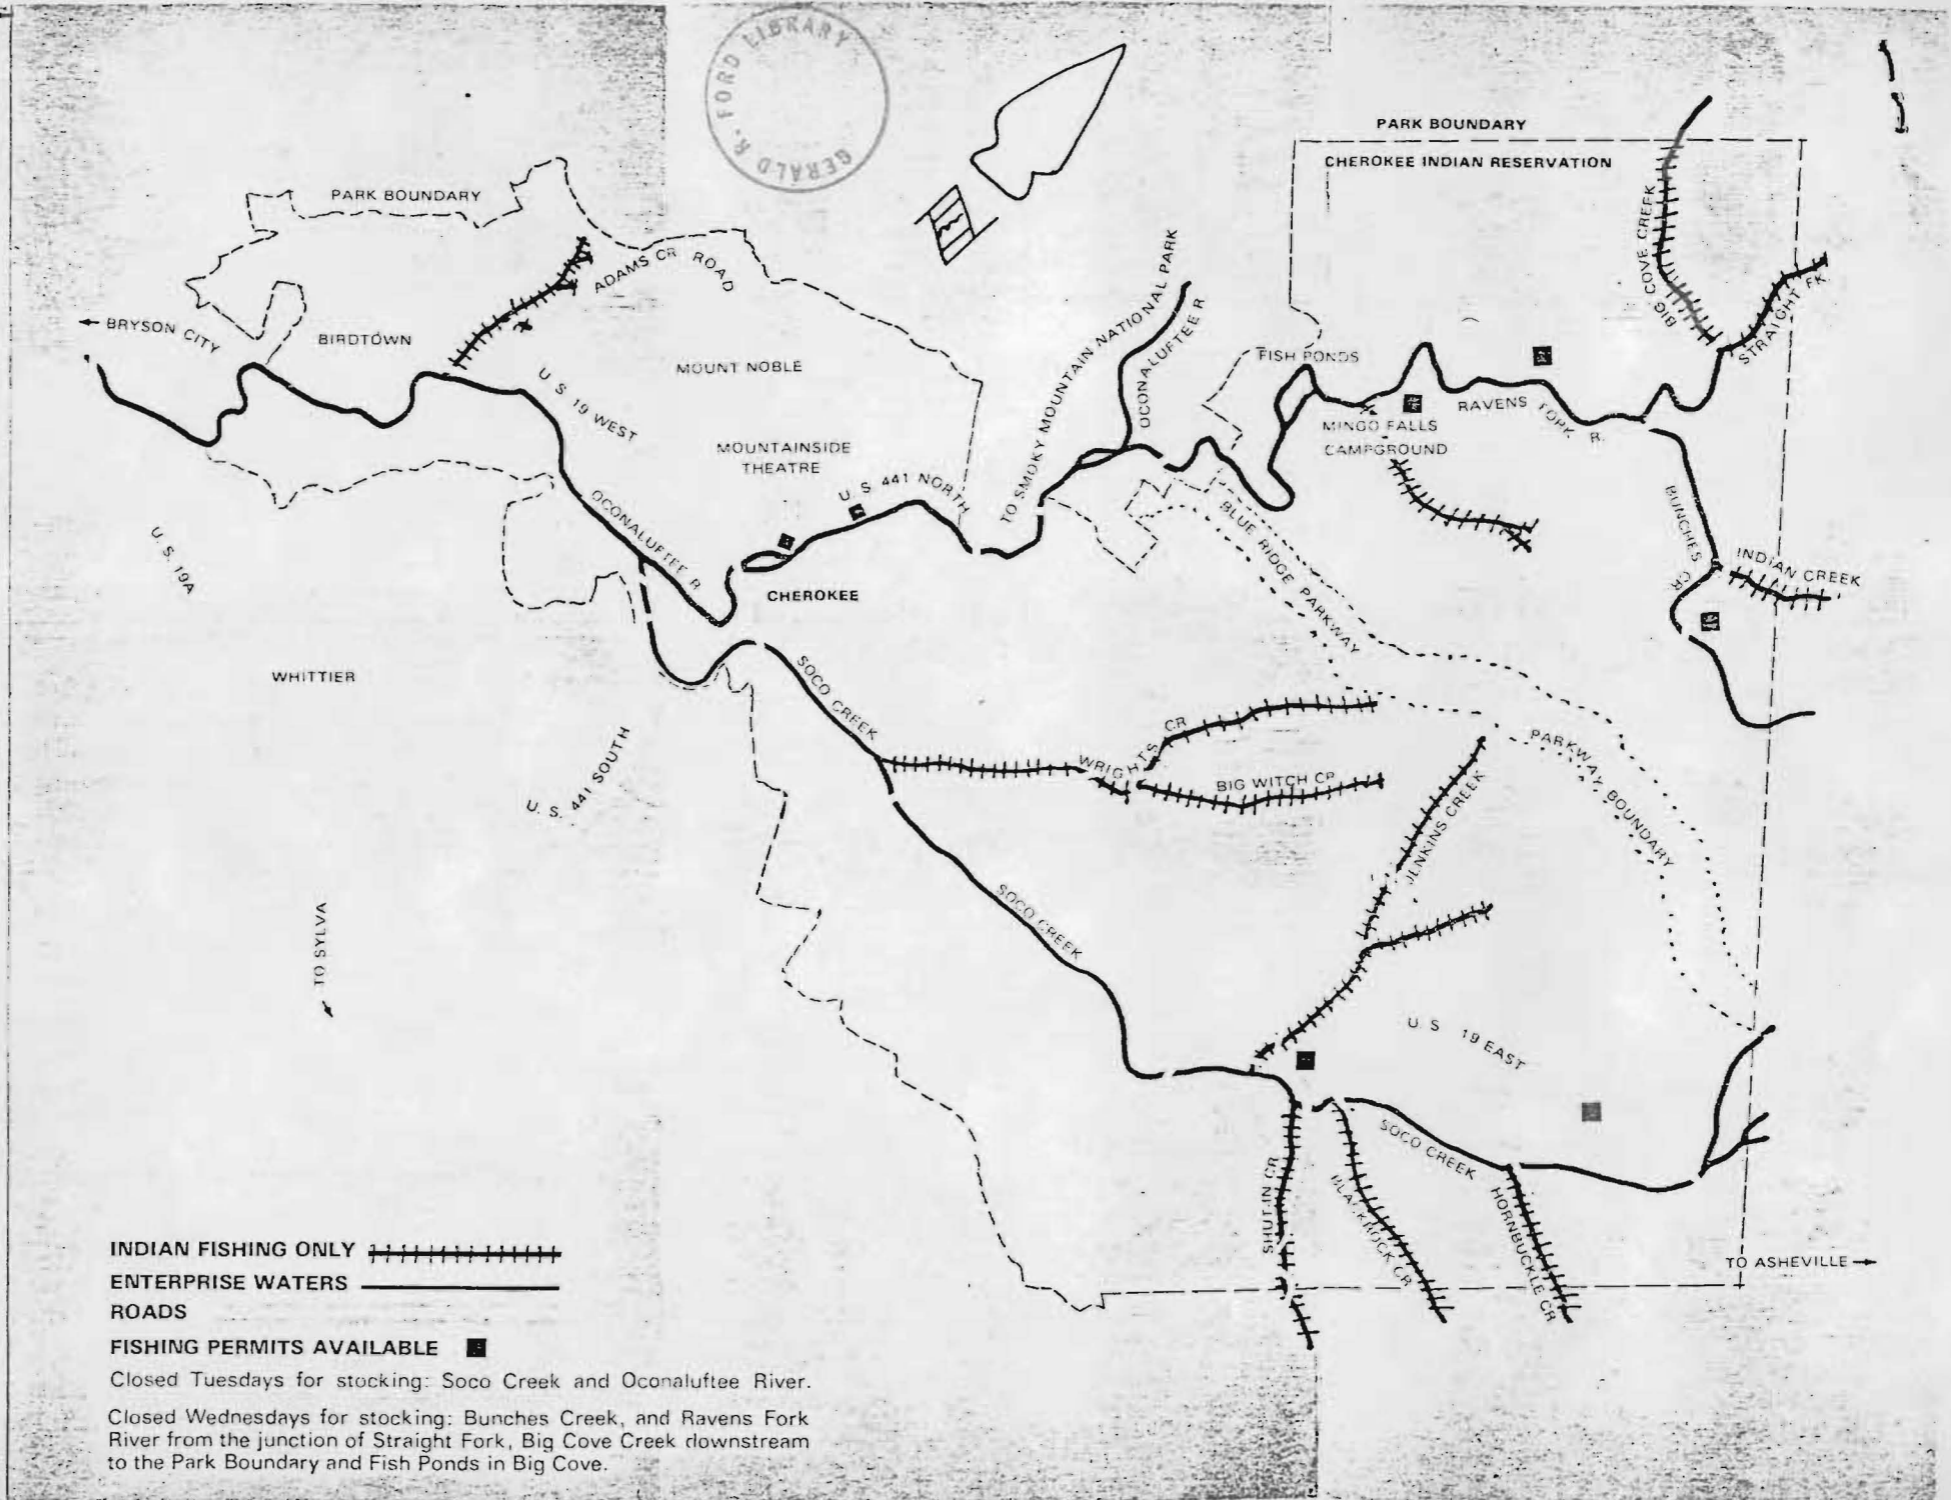 GERALD R. FORD LIBRARY
PARK BOUNDARY
CHEROKEE INDIAN RESERVATION
PARK BOUNDARY
BIG COVE CREEK
STRAIGHT FK.
ADAMS CR ROAD
TO SMOKY MOUNTAIN NATIONAL PARK
OCONALUFTEE R
BRYSON CITY
BIRDTOWN
FISH PONDS
MOUNT NOBLE
U S 19 WEST
MINGO FALLS
CAMPGROUND
RAVENS FORK R.
MOUNTAINSIDE
THEATRE
U S 441 NORTH
OCONALUFTEE R
BLUE RIDGE PARKWAY
BUNCHES CR
INDIAN CREEK
U. S. 19A
CHEROKEE
WHITTIER
SOCO CREEK
U. S. 441 SOUTH
WRIGHTS CR
BIG WITCH CR
JENKINS CREEK
PARKWAY BOUNDARY
SOCO CREEK
TO SYLVA
U S 19 EAST
SOCO CREEK
SHUT-IN CR
BLACKROCK CR
HORNBUCKLE CR
TO ASHEVILLE
INDIAN FISHING ONLY
ENTERPRISE WATERS
ROADS
FISHING PERMITS AVAILABLE
Closed Tuesdays for stocking: Soco Creek and Oconaluftee River.
Closed Wednesdays for stocking: Bunches Creek, and Ravens Fork
River from the junction of Straight Fork, Big Cove Creek downstream
to the Park Boundary and Fish Ponds in Big Cove.